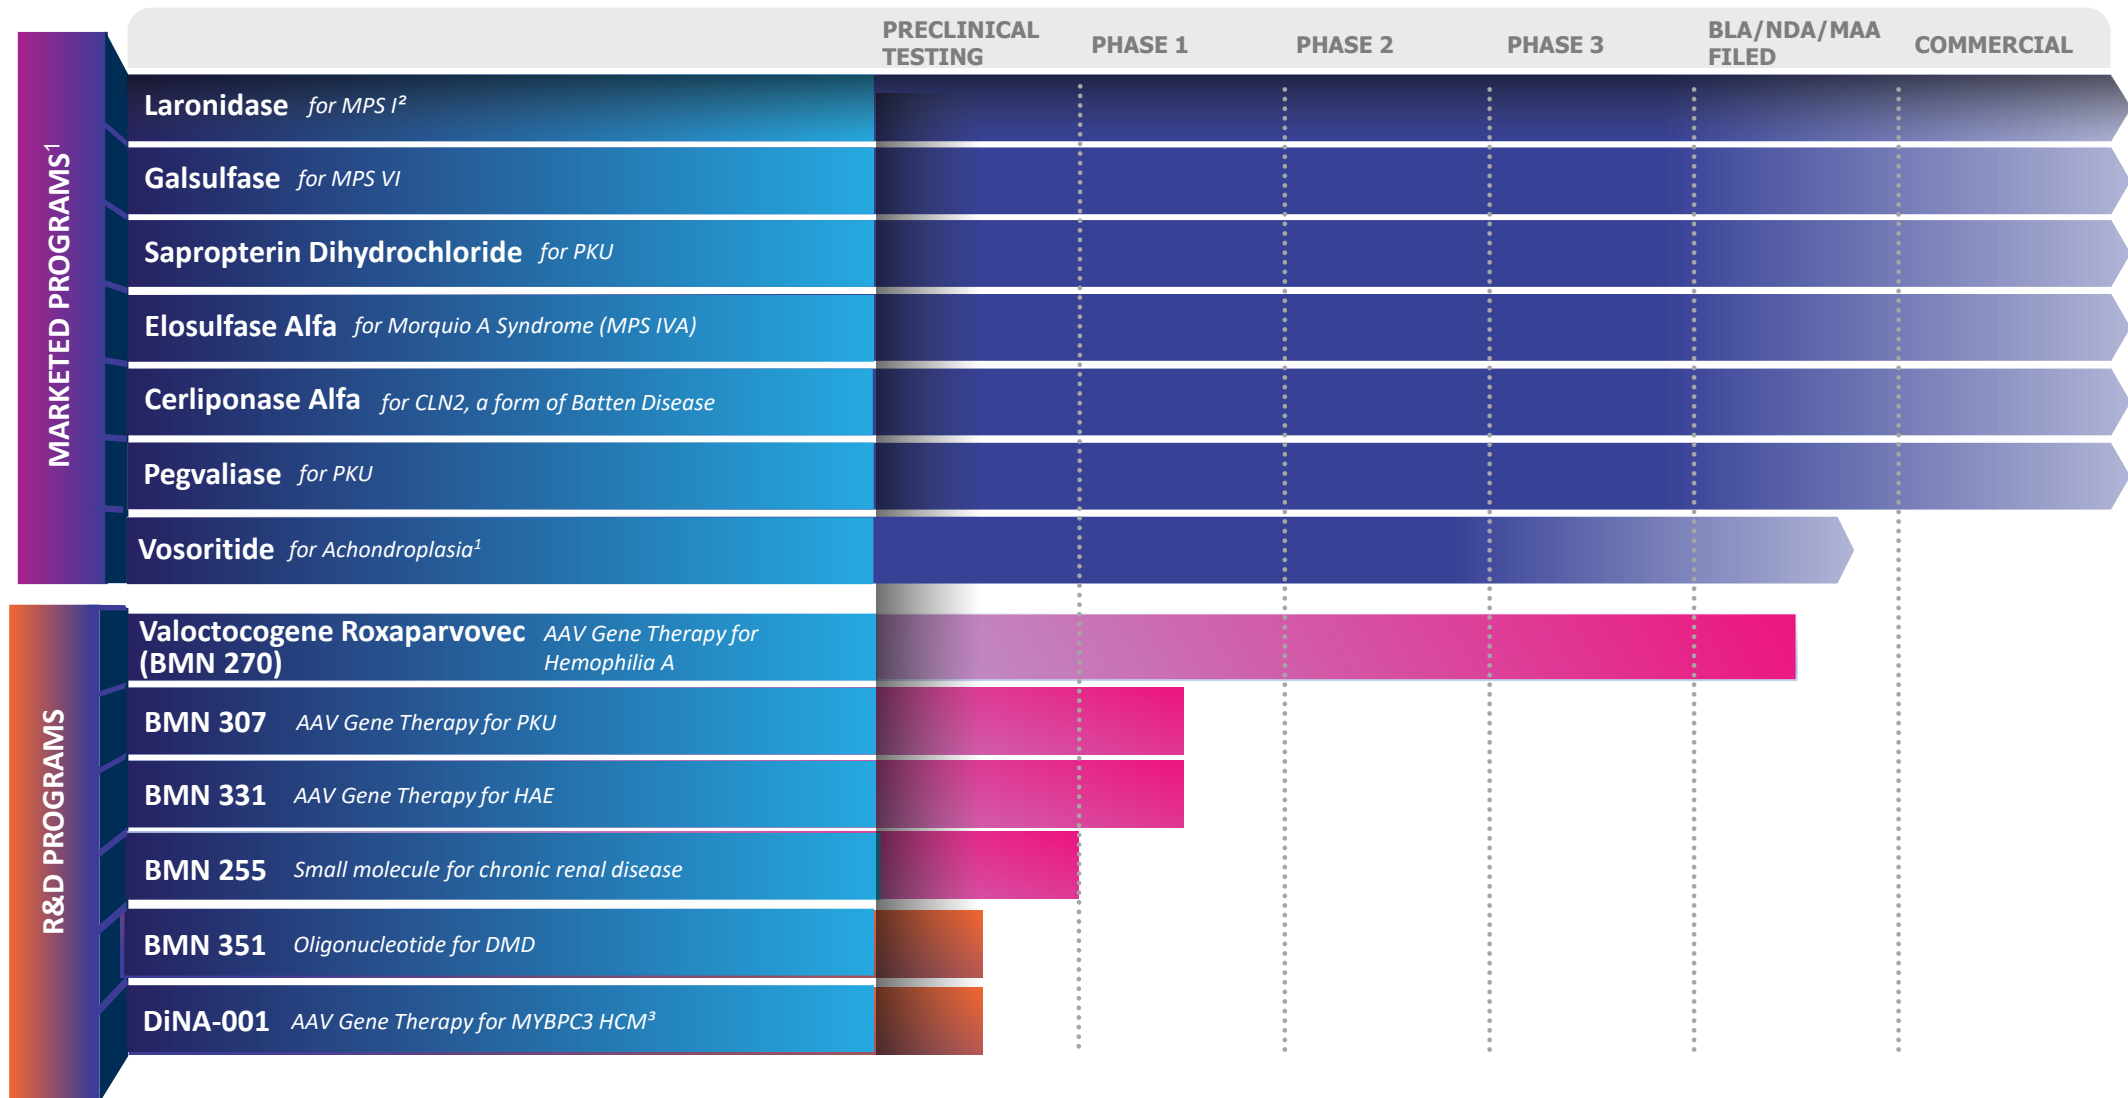 PRECLINICAL
TESTING
PHASE 1
PHASE 2
PHASE 3
BLA/NDA/MAA
FILED
COMMERCIAL
MARKETED PROGRAMS¹
Laronidase for MPS I²
Galsulfase for MPS VI
Sapropterin Dihydrochloride for PKU
Elosulfase Alfa for Morquio A Syndrome (MPS IVA)
Cerliponase Alfa for CLN2, a form of Batten Disease
Pegvaliase for PKU
Vosoritide for Achondroplasia¹
R&D PROGRAMS
Valoctocogene Roxaparvovec AAV Gene Therapy for
(BMN 270) Hemophilia A
BMN 307 AAV Gene Therapy for PKU
BMN 331 AAV Gene Therapy for HAE
BMN 255 Small molecule for chronic renal disease
BMN 351 Oligonucleotide for DMD
DiNA-001 AAV Gene Therapy for MYBPC3 HCM³